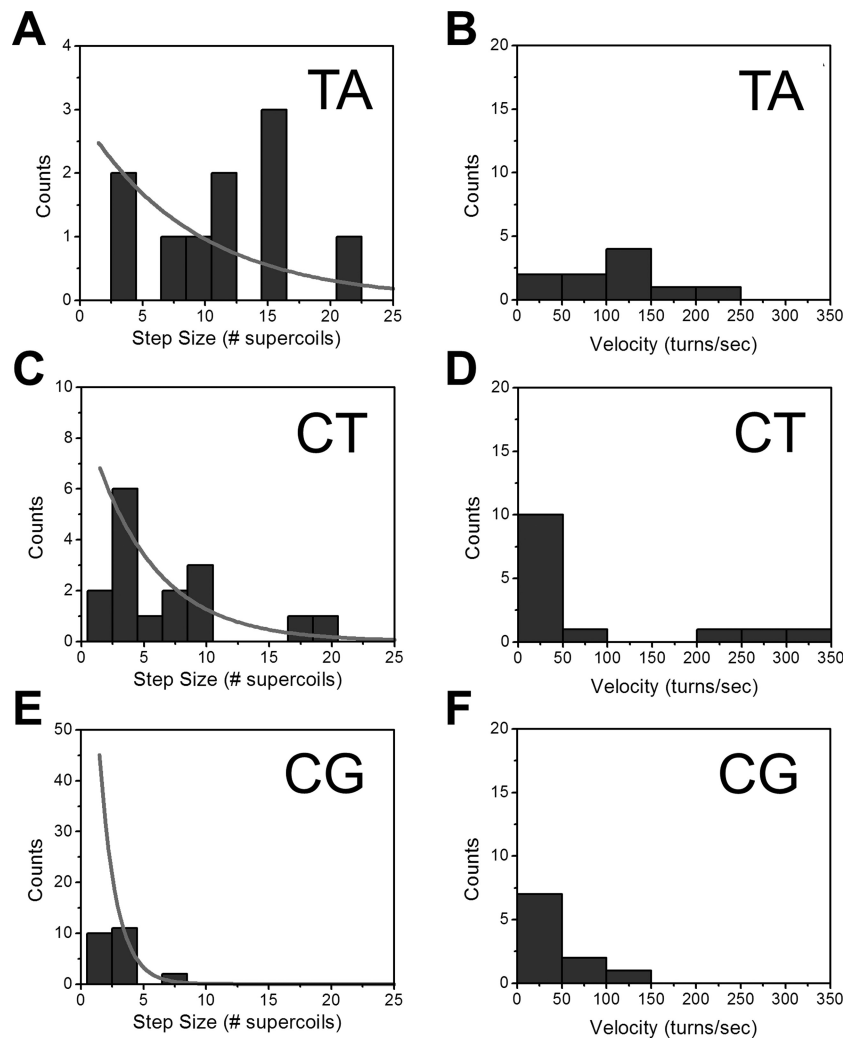 A
TA
4
3
2
1
0
Counts
0 5 10 15 20 25
Step Size (# supercoils)
B
TA
20
15
10
5
0
Counts
0 50 100 150 200 250 300 350
Velocity (turns/sec)
C
CT
10
8
6
4
2
0
Counts
0 5 10 15 20 25
Step Size (# supercoils)
D
CT
20
15
10
5
0
Counts
0 50 100 150 200 250 300 350
Velocity (turns/sec)
E
CG
50
40
30
20
10
0
Counts
0 5 10 15 20 25
Step Size (# supercoils)
F
CG
20
15
10
5
0
Counts
0 50 100 150 200 250 300 350
Velocity (turns/sec)